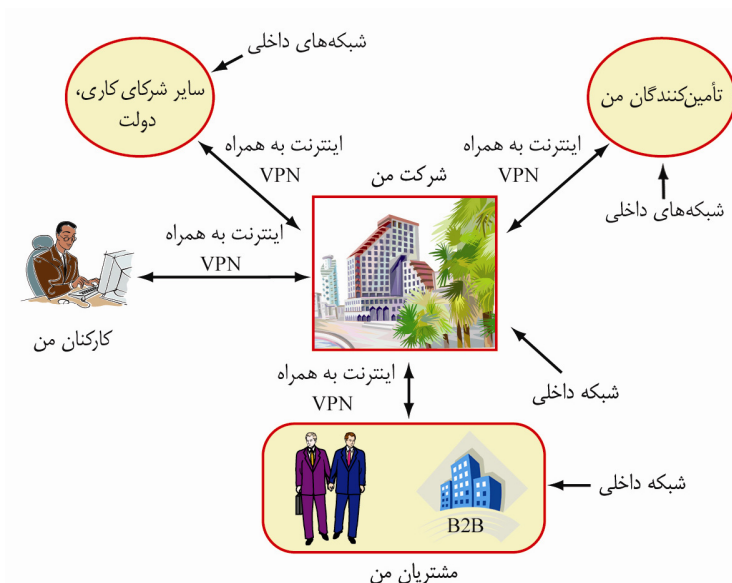 شبکه‌های داخلی
سایر شرکای کاری،
دولت
تأمین‌کنندگان من
اینترنت به همراه
VPN
شرکت من
اینترنت به همراه
VPN
شبکه‌های داخلی
اینترنت به همراه
VPN
کارکنان من
شبکه داخلی
اینترنت به همراه
VPN
شبکه داخلی
B2B
مشتریان من